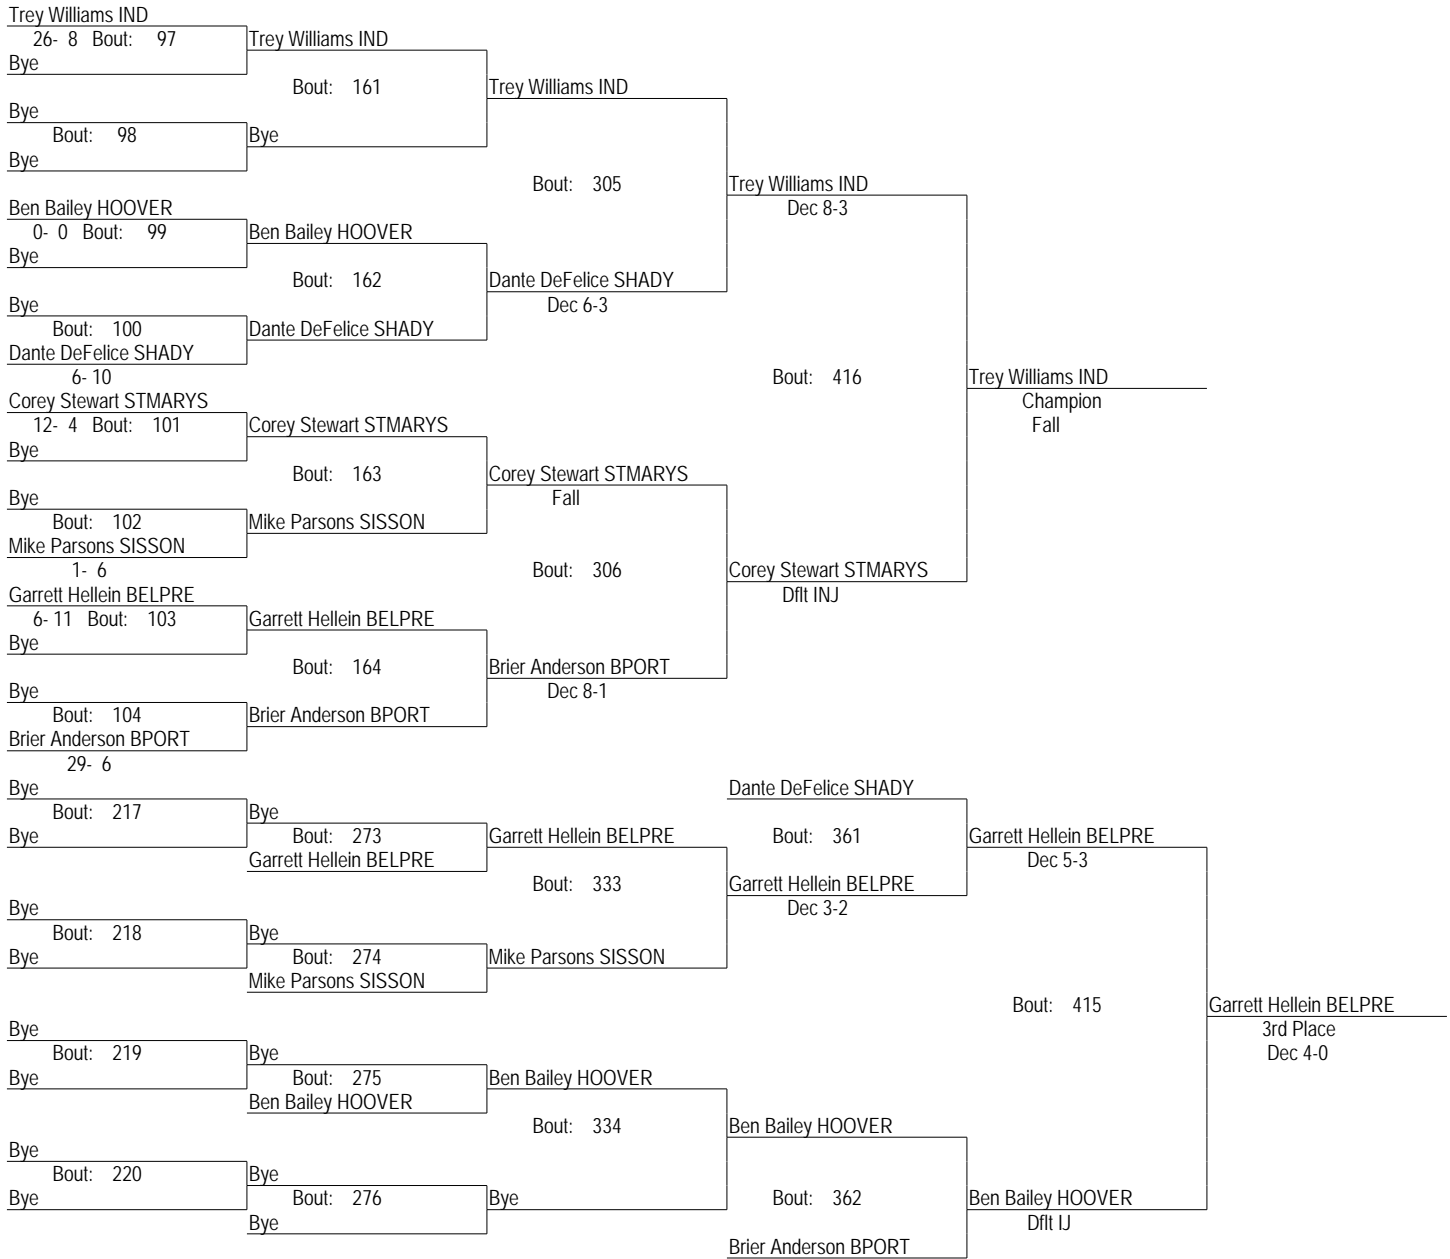 Trey Williams IND
26- 8 Bout: 97 Trey Williams IND
Bye
Bout: 161 Trey Williams IND
Bye
Bout: 98 Bye
Bye
Bout: 305 Trey Williams IND
Dec 8-3
Ben Bailey HOOVER
0- 0 Bout: 99 Ben Bailey HOOVER
Bye
Bout: 162 Dante DeFelice SHADY
Dec 6-3
Bye
Bout: 100 Dante DeFelice SHADY
Dante DeFelice SHADY
6- 10
Bout: 416 Trey Williams IND
Champion
Fall
Corey Stewart STMARYS
12- 4 Bout: 101 Corey Stewart STMARYS
Bye
Bout: 163 Corey Stewart STMARYS
Fall
Bye
Bout: 102 Mike Parsons SISSON
Mike Parsons SISSON
1- 6
Bout: 306 Corey Stewart STMARYS
Dflt INJ
Garrett Hellein BELPRE
6- 11 Bout: 103 Garrett Hellein BELPRE
Bye
Bout: 164 Brier Anderson BPORT
Dec 8-1
Bye
Bout: 104 Brier Anderson BPORT
Brier Anderson BPORT
29- 6
Bye
Dante DeFelice SHADY
Bout: 217 Bye
Bye
Bout: 273 Garrett Hellein BELPRE
Bout: 361 Garrett Hellein BELPRE
Dec 5-3
Garrett Hellein BELPRE
Bout: 333 Garrett Hellein BELPRE
Dec 3-2
Bye
Bout: 218 Bye
Bye
Bout: 274 Mike Parsons SISSON
Mike Parsons SISSON
Bout: 415 Garrett Hellein BELPRE
3rd Place
Dec 4-0
Bye
Bout: 219 Bye
Bye
Bout: 275 Ben Bailey HOOVER
Ben Bailey HOOVER
Bout: 334 Ben Bailey HOOVER
Bye
Bout: 220 Bye
Bye
Bout: 276 Bye
Bout: 362 Ben Bailey HOOVER
Dflt IJ
Bye
Brier Anderson BPORT